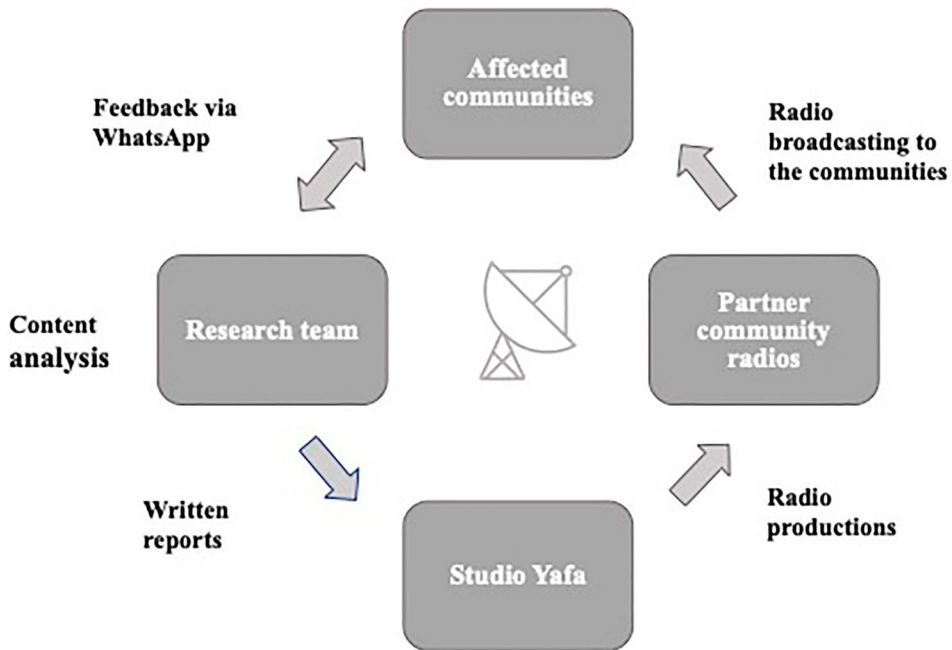 Affected
communities
Feedback via
WhatsApp
Radio
broadcasting to
the communities
Content
analysis
Research team
Partner
community
radios
Written
reports
Studio Yafa
Radio
productions